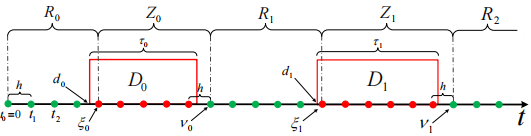 R₀ Z₀ R₁ Z₁ R₂
τ₀ τ₁
h d₀ D₀ h d₁ D₁ h
t₀=0 t₁ t₂ ξ₀ ν₀ ξ₁ ν₁ t